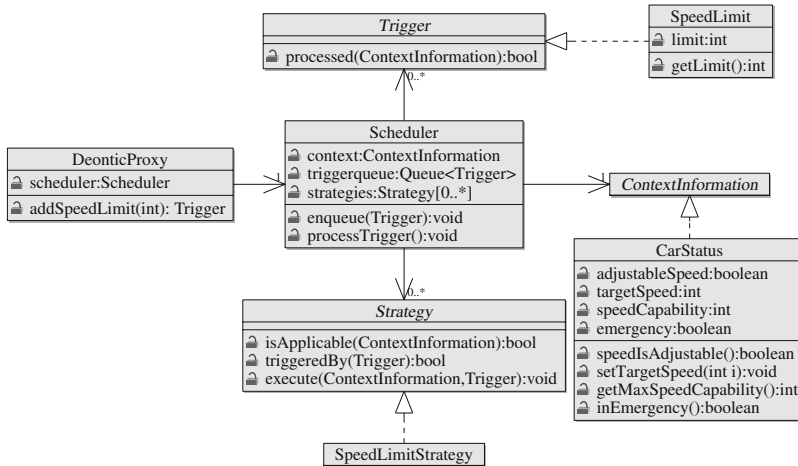 Trigger
processed(ContextInformation):bool
0..*
SpeedLimit
limit:int
getLimit():int
DeonticProxy
scheduler:Scheduler
addSpeedLimit(int): Trigger
1
Scheduler
context:ContextInformation
triggerqueue:Queue<Trigger>
strategies:Strategy[0..*]
enqueue(Trigger):void
processTrigger():void
1
ContextInformation
CarStatus
adjustableSpeed:boolean
targetSpeed:int
speedCapability:int
emergency:boolean
speedIsAdjustable():boolean
setTargetSpeed(int i):void
getMaxSpeedCapability():int
inEmergency():boolean
0..*
Strategy
isApplicable(ContextInformation):bool
triggeredBy(Trigger):bool
execute(ContextInformation,Trigger):void
SpeedLimitStrategy